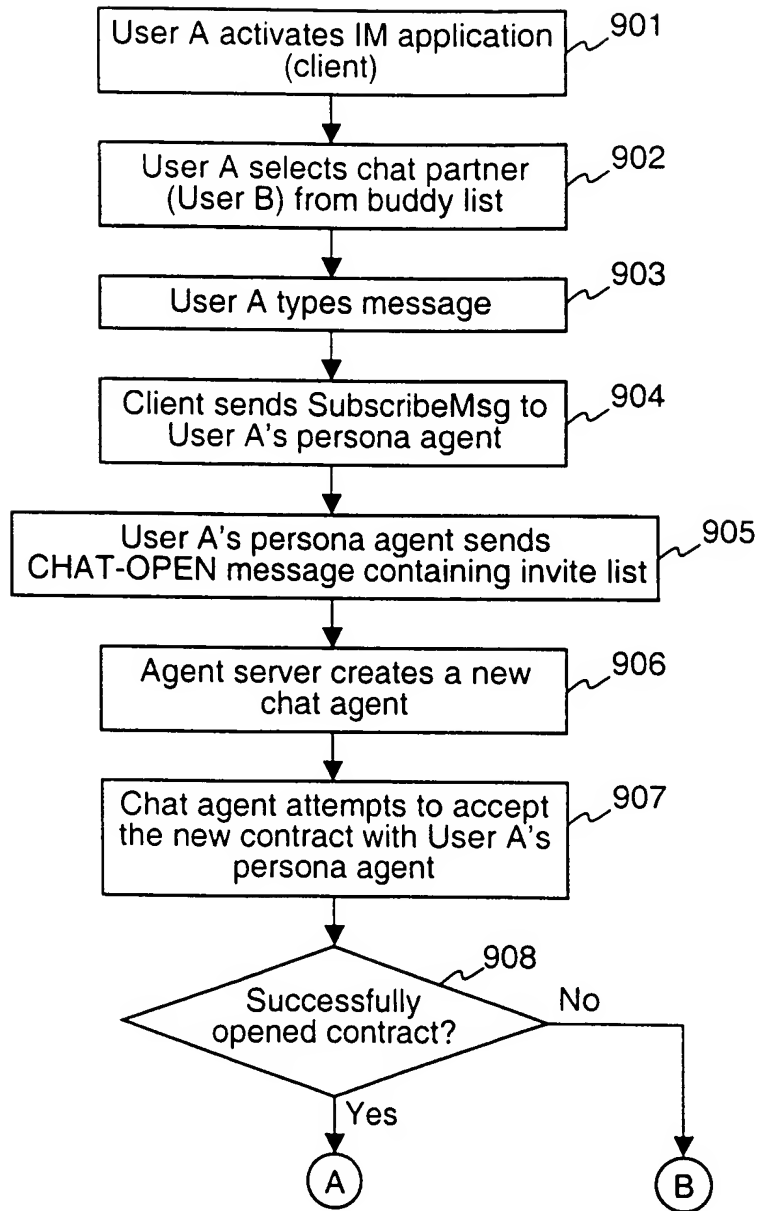 User A activates IM application
(client)
901
User A selects chat partner
(User B) from buddy list
902
User A types message
903
Client sends SubscribeMsg to
User A's persona agent
904
User A's persona agent sends
CHAT-OPEN message containing invite list
905
Agent server creates a new
chat agent
906
Chat agent attempts to accept
the new contract with User A's
persona agent
907
908
Successfully
opened contract?
No
Yes
A
B